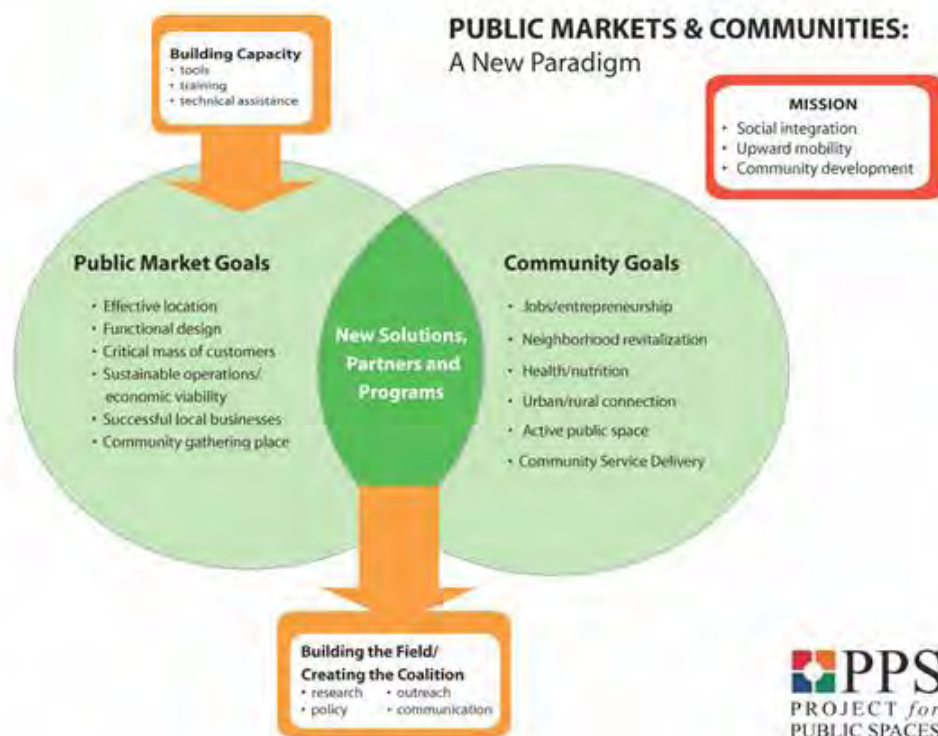 PUBLIC MARKETS & COMMUNITIES:
A New Paradigm
Building Capacity
• tools
• training
• technical assistance
MISSION
• Social integration
• Upward mobility
• Community development
Public Market Goals
• Effective location
• Functional design
• Critical mass of customers
• Sustainable operations/
economic viability
• Successful local businesses
• Community gathering place
New Solutions,
Partners and
Programs
Community Goals
• Jobs/entrepreneurship
• Neighborhood revitalization
• Health/nutrition
• Urban/rural connection
• Active public space
• Community Service Delivery
Building the Field/
Creating the Coalition
• research • outreach
• policy • communication
PPS
PROJECT for
PUBLIC SPACES